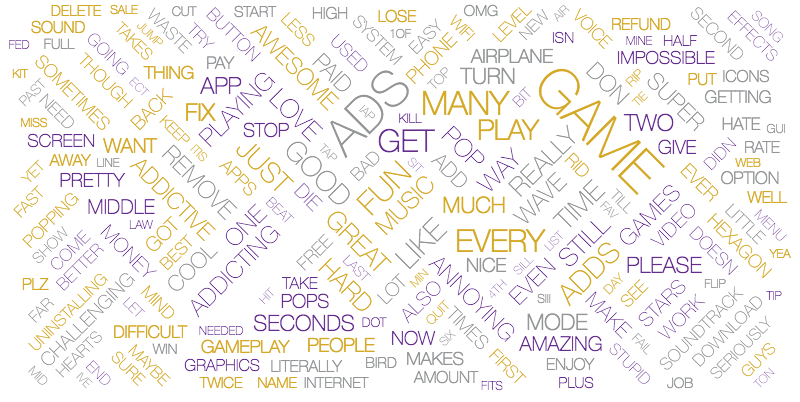 DELETE
SALE
CUT
START
HIGH
OMG
LOSE
SOUND
JUMP
WASTE
TRY
BUTTON
LESS
SYSTEM
1OF
EASY
PHONE
WIFI
LEVEL
NEW
AIR
VOICE
REFUND
SECOND
EFFECTS
SONG
FED
FULL
GOING
TAKES
AWESOME
USED
ISN
MINE
HALF
KIT
SOMETIMES
THOUGH
ECT
THING
PAY
PAID
TOP
AIRPLANE
TURN
IMPOSSIBLE
PAST
NEED
BACK
APP
PLAYING
LOVE
ADS
IAP
MANY
BIT
GAME
DON
RIP
TIE
SUPER
PUT
ICONS
GETTING
MISS
FIX
STOP
KILL
GET
POP
PLAY
TWO
HATE
GUI
SCREEN
WANT
KEEP
THIS
REMOVE
JUST
GOOD
TAP
BAD
SIT
ADD
WAY
REALLY
RID
GIVE
DIDN
RATE
YET
AWAY
LINE
APPS
WEB
OPTION
FAST
PRETTY
ADDICTIVE
DIE
FUN
MUSIC
WAVE
TIME
TILL
FAV
EVER
WELL
POPPING
MIDDLE
LAW
GOT
BEST
ONE
BEAT
GREAT
LIKE
MUCH
GAMES
VIDEO
LITTLE
MENU
SHOW
COME
BETTER
MONEY
COOL
ADDICTING
FREE
LAST
HARD
EVERY
NICE
EVEN
STILL
LIST
SILL
ADDS
DOESN
HEXAGON
YEA
PLZ
FAR
UNINSTALLING
CHALLENGING
LET
MIND
HIT
TAKE
POPS
LOT
MIN
ALSO
ANNOYING
4TH
SIII
DAY
SEE
PLEASE
STARS
FLIP
TIP
HEARTS
DIFFICULT
NEEDED
SECONDS
DOT
NOW
QUIT
TIMES
SIX
MODE
MAKE
FAIL
WORK
SOUNDTRACK
DOWNLOAD
SERIOUSLY
GUYS
MID
IVE
END
SURE
MAYBE
WIN
GAMEPLAY
PEOPLE
GRAPHICS
LITERALLY
BIRD
MAKES
FIRST
AMAZING
ENJOY
STUPID
TWICE
NAME
INTERNET
AMOUNT
FITS
PLUS
JOB
TON